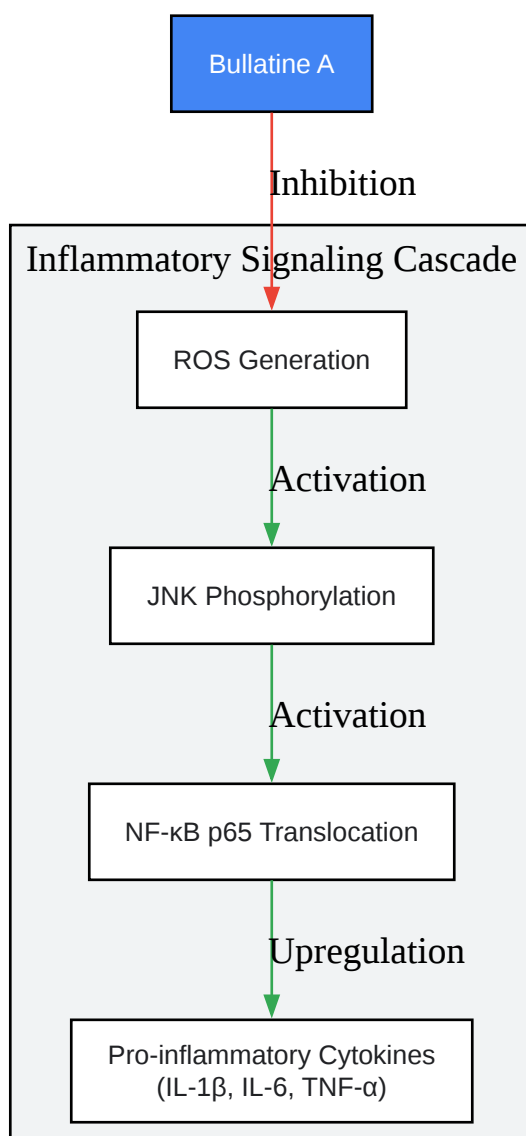 Bullatine A
Inhibition
Inflammatory Signaling Cascade
ROS Generation
Activation
JNK Phosphorylation
Activation
NF-κB p65 Translocation
Upregulation
Pro-inflammatory Cytokines
(IL-1β, IL-6, TNF-α)